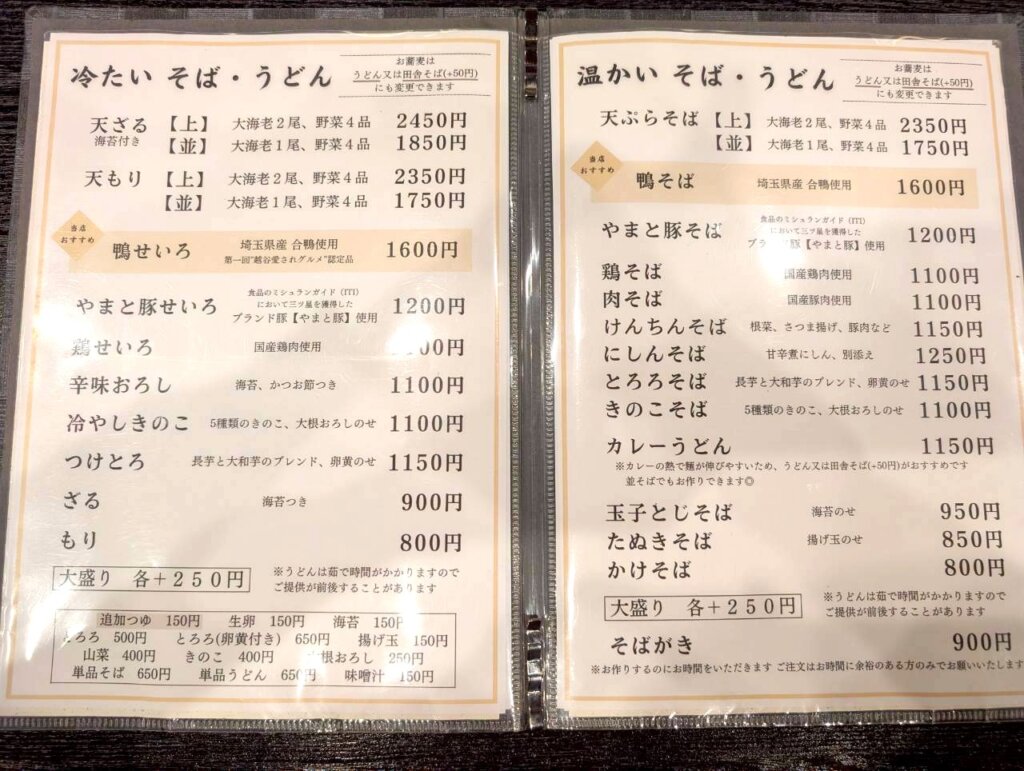 冷たい そば・うどん
お蕎麦は
うどん又は田舎そば(+50円)
にも変更できます
天ざる 【上】 大海老2尾、野菜4品 2450円
海苔付き 【並】 大海老1尾、野菜4品 1850円
天もり 【上】 大海老2尾、野菜4品 2350円
【並】 大海老1尾、野菜4品 1750円
当店
おすすめ
鴨せいろ 埼玉県産 合鴨使用 1600円
第一回"越谷愛されグルメ"認定品
食品のミシュランガイド(ITI)
において三ツ星を獲得した
やまと豚せいろ ブランド豚【やまと豚】使用 1200円
鶏せいろ 国産鶏肉使用 00円
辛味おろし 海苔、かつお節つき 1100円
冷やしきのこ 5種類のきのこ、大根おろしのせ 1100円
つけとろ 長芋と大和芋のブレンド、卵黄のせ 1150円
ざる 海苔つき 900円
もり 800円
大盛り 各+250円
※うどんは茹で時間がかかりますので
ご提供が前後することがあります
追加つゆ 150円 生卵 150円 海苔 150円
とろろ 500円 とろろ(卵黄付き) 650円 揚げ玉 150円
山菜 400円 きのこ 400円 大根おろし 250円
単品そば 650円 単品うどん 650円 味噌汁 150円
温かい そば・うどん
お蕎麦は
うどん又は田舎そば(+50円)
にも変更できます
天ぷらそば 【上】 大海老2尾、野菜4品 2350円
【並】 大海老1尾、野菜4品 1750円
当店
おすすめ
鴨そば 埼玉県産 合鴨使用 1600円
食品のミシュランガイド(ITI)
において三ツ星を獲得した
やまと豚そば ブランド豚【やまと豚】使用 1200円
鶏そば 国産鶏肉使用 1100円
肉そば 国産豚肉使用 1100円
けんちんそば 根菜、さつま揚げ、豚肉など 1150円
にしんそば 甘辛煮にしん、別添え 1250円
とろろそば 長芋と大和芋のブレンド、卵黄のせ 1150円
きのこそば 5種類のきのこ、大根おろしのせ 1100円
カレーうどん 1150円
※カレーの熱で麺が伸びやすいため、うどん又は田舎そば(+50円)がおすすめです
並そばでもお作りできます◎
玉子とじそば 海苔のせ 950円
たぬきそば 揚げ玉のせ 850円
かけそば 800円
大盛り 各+250円
※うどんは茹で時間がかかりますので
ご提供が前後することがあります
そばがき 900円
※お作りするのにお時間をいただきます ご注文はお時間に余裕のある方のみでお願いいたします